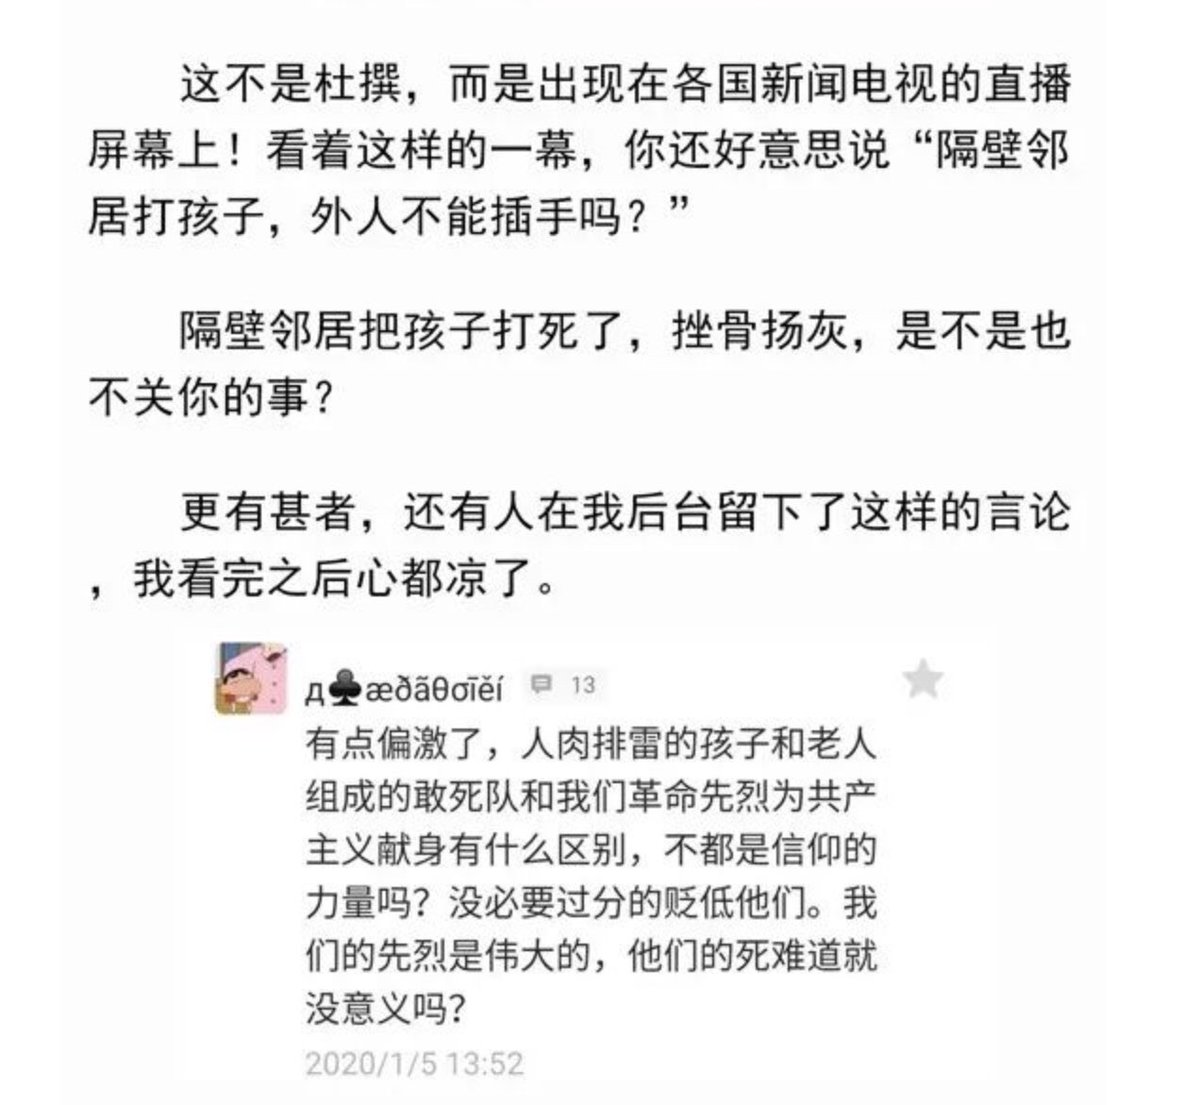 这不是杜撰，而是出现在各国新闻电视的直播
屏幕上！看着这样的一幕，你还好意思说“隔壁邻
居打孩子，外人不能插手吗？”
隔壁邻居把孩子打死了，挫骨扬灰，是不是也
不关你的事？
更有甚者，还有人在我后台留下了这样的言论
，我看完之后心都凉了。
д♣æðãθσīěí 13
有点偏激了，人肉排雷的孩子和老人
组成的敢死队和我们革命先烈为共产
主义献身有什么区别，不都是信仰的
力量吗？没必要过分的贬低他们。我
们的先烈是伟大的，他们的死难道就
没意义吗？
2020/1/5 13:52